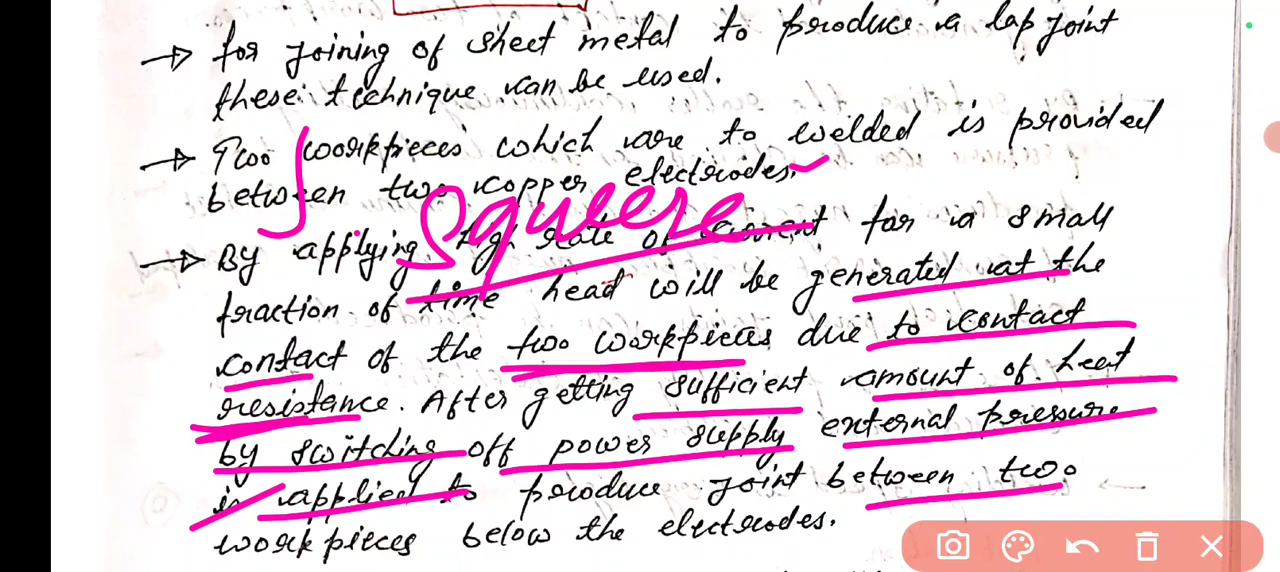 → for joining of sheet metal to produce a lap joint
these technique can be used.
→ Two workpieces which are to welded is provided
between two copper electrodes.
Squeeze
→ By applying high rate of current for a small
fraction of time head will be generated at the
contact of the two workpieces due to contact
resistance. After getting sufficient amount of heat
by switching off power supply external pressure
is applied to produce joint between two
workpieces below the electrodes.